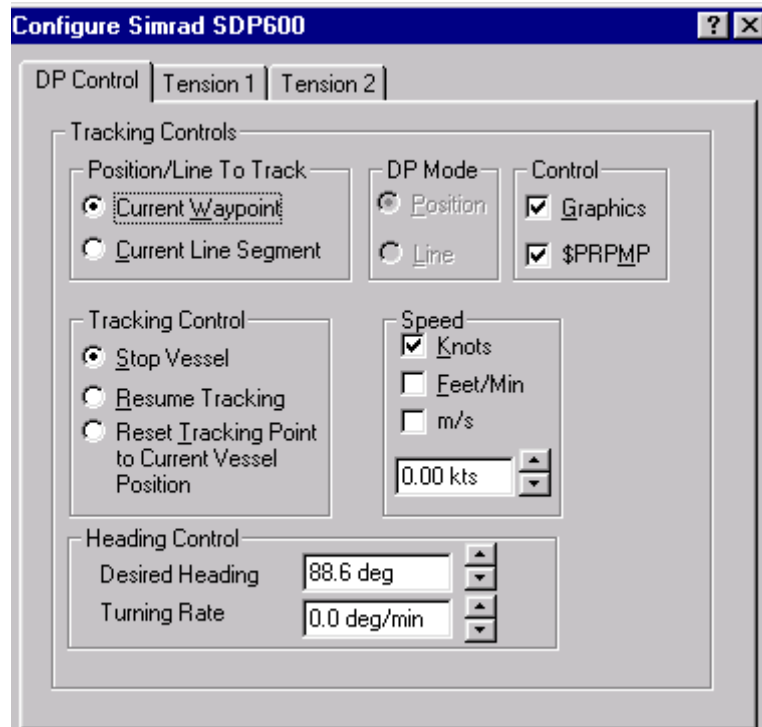 Configure Simrad SDP600
DP Control Tension 1 Tension 2
Tracking Controls
Position/Line To Track
Current Waypoint
Current Line Segment
DP Mode
Position
Line
Control
Graphics
$PRPMP
Tracking Control
Stop Vessel
Resume Tracking
Reset Tracking Point
to Current Vessel
Position
Speed
Knots
Feet/Min
m/s
0.00 kts
Heading Control
Desired Heading 88.6 deg
Turning Rate 0.0 deg/min